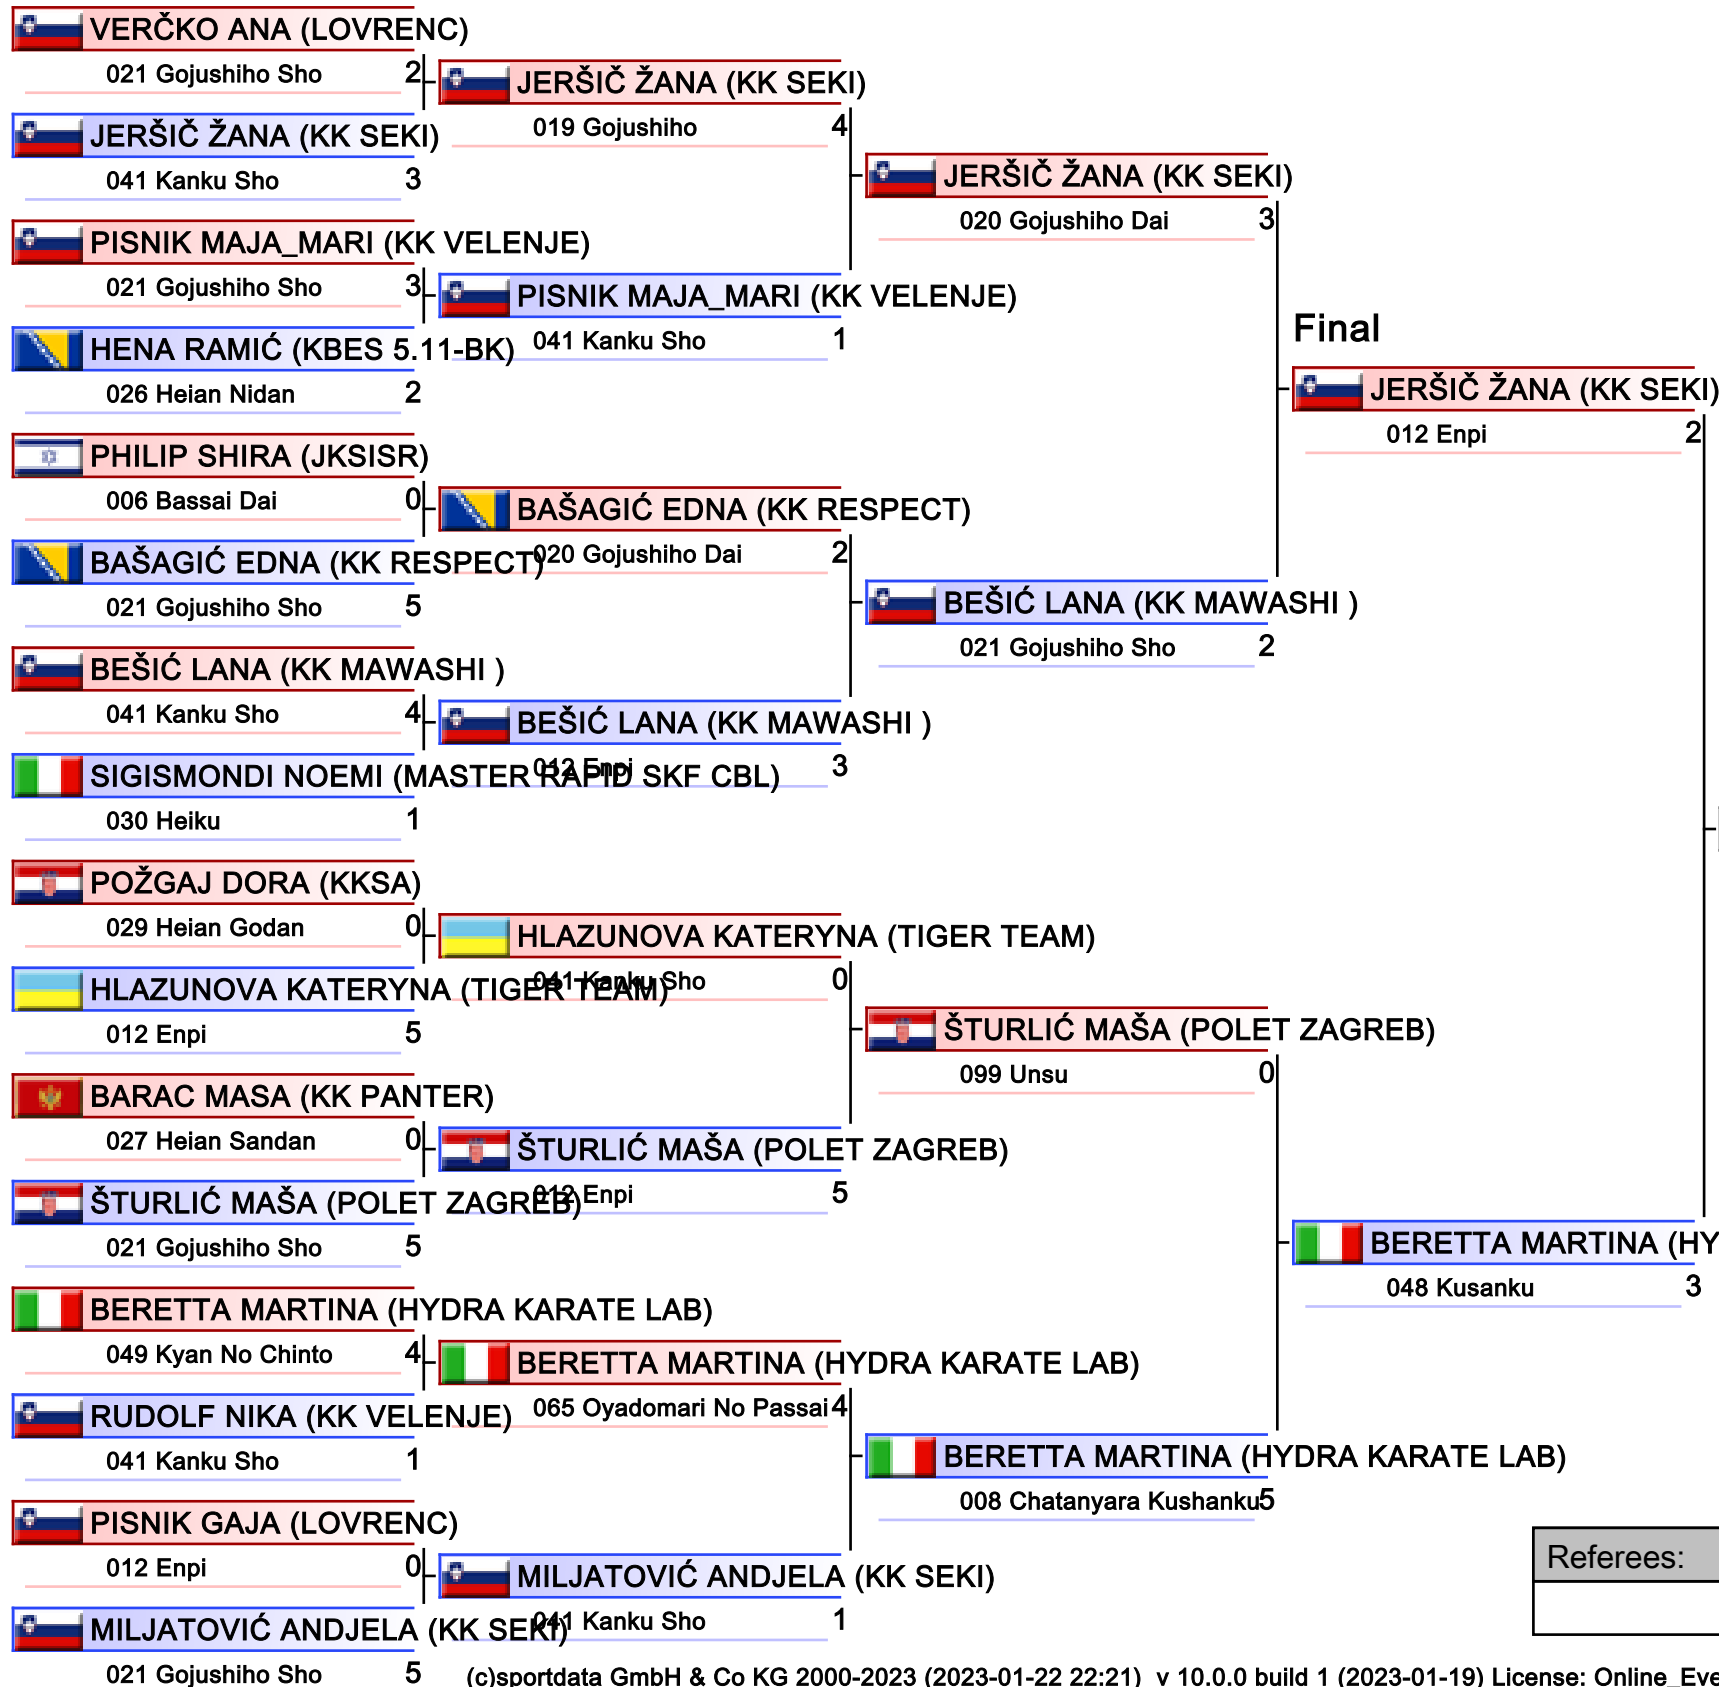 VERČKO ANA (LOVRENC)
021 Gojushiho Sho 2
JERŠIČ ŽANA (KK SEKI)
041 Kanku Sho 3
PISNIK MAJA_MARI (KK VELENJE)
021 Gojushiho Sho 3
HENA RAMIĆ (KBES 5.11-BK)
026 Heian Nidan 2
PHILIP SHIRA (JKSISR)
006 Bassai Dai 0
BAŠAGIĆ EDNA (KK RESPECT)
021 Gojushiho Sho 5
BEŠIĆ LANA (KK MAWASHI )
041 Kanku Sho 4
SIGISMONDI NOEMI (MASTER RAPID SKF CBL)
030 Heiku 1
POŽGAJ DORA (KKSA)
029 Heian Godan 0
HLAZUNOVA KATERYNA (TIGER TEAM)
012 Enpi 5
BARAC MASA (KK PANTER)
027 Heian Sandan 0
ŠTURLIĆ MAŠA (POLET ZAGREB)
021 Gojushiho Sho 5
BERETTA MARTINA (HYDRA KARATE LAB)
049 Kyan No Chinto 4
RUDOLF NIKA (KK VELENJE)
041 Kanku Sho 1
PISNIK GAJA (LOVRENC)
012 Enpi 0
MILJATOVIĆ ANDJELA (KK SEKI)
021 Gojushiho Sho 5
JERŠIČ ŽANA (KK SEKI)
019 Gojushiho 4
PISNIK MAJA_MARI (KK VELENJE)
041 Kanku Sho 1
BAŠAGIĆ EDNA (KK RESPECT)
020 Gojushiho Dai 2
BEŠIĆ LANA (KK MAWASHI )
012 Enpi 3
HLAZUNOVA KATERYNA (TIGER TEAM)
041 Kanku Sho 0
ŠTURLIĆ MAŠA (POLET ZAGREB)
012 Enpi 5
BERETTA MARTINA (HYDRA KARATE LAB)
065 Oyadomari No Passai 4
MILJATOVIĆ ANDJELA (KK SEKI)
041 Kanku Sho 1
JERŠIČ ŽANA (KK SEKI)
020 Gojushiho Dai 3
BEŠIĆ LANA (KK MAWASHI )
021 Gojushiho Sho 2
ŠTURLIĆ MAŠA (POLET ZAGREB)
099 Unsu 0
BERETTA MARTINA (HYDRA KARATE LAB)
008 Chatanyara Kushanku 5
Final
JERŠIČ ŽANA (KK SEKI)
012 Enpi 2
BERETTA MARTINA (HY
048 Kusanku 3
Referees:
(c)sportdata GmbH & Co KG 2000-2023 (2023-01-22 22:21) v 10.0.0 build 1 (2023-01-19) License: Online_Eve